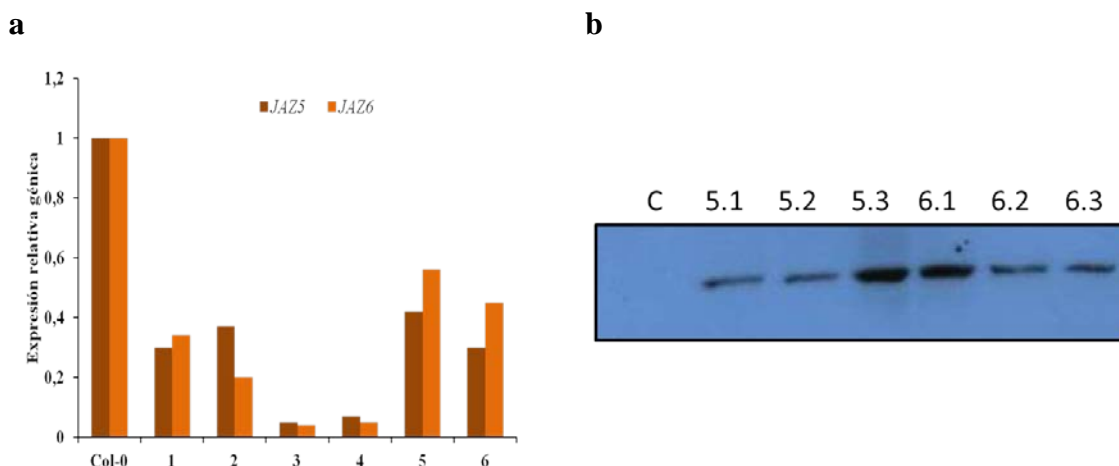 a
b
1,2
JAZ5 JAZ6
1
0,8
0,6
0,4
0,2
0
Expresión relativa génica
Col-0 1 2 3 4 5 6
C 5.1 5.2 5.3 6.1 6.2 6.3